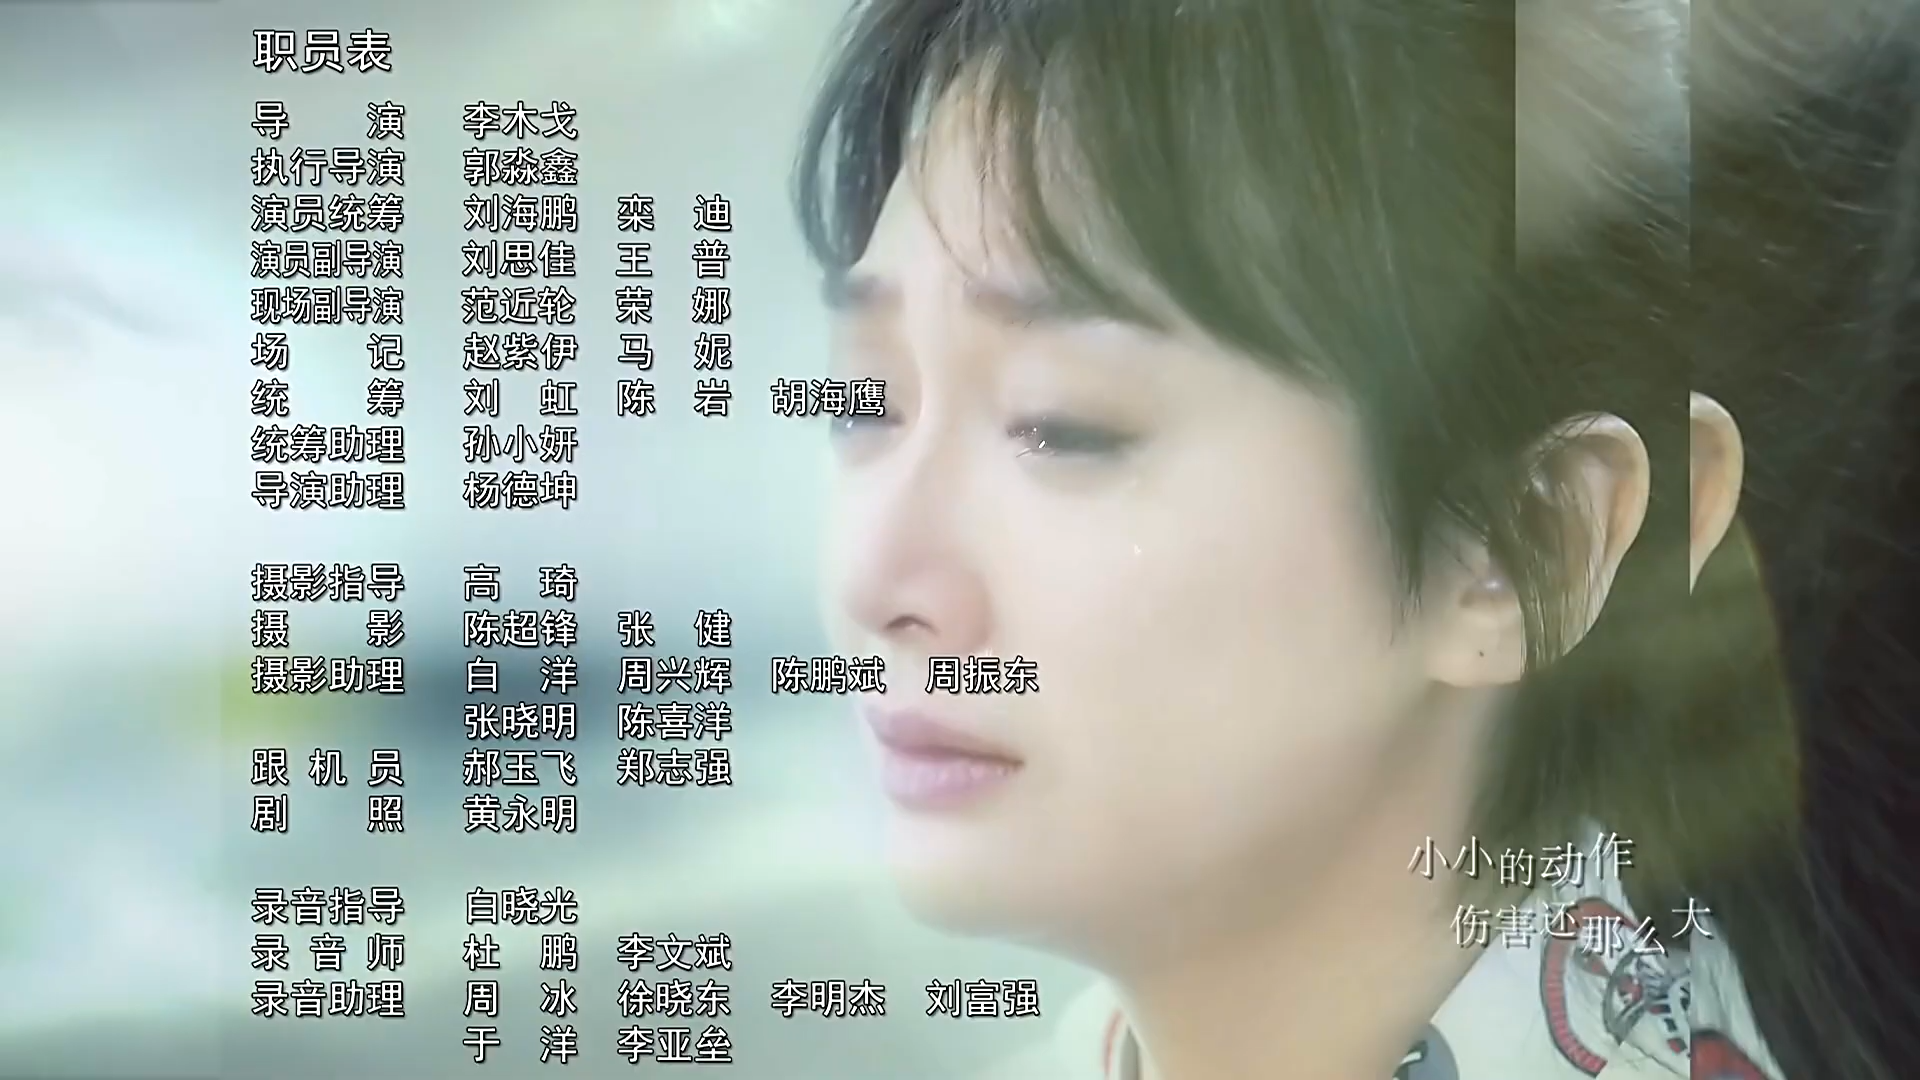 职员表
导演 李木戈
执行导演 郭淼鑫
演员统筹 刘海鹏 栾迪
演员副导演 刘思佳 王普
现场副导演 范近轮 荣娜
场记 赵紫伊 马妮
统筹 刘虹 陈岩 胡海鹰
统筹助理 孙小妍
导演助理 杨德坤
摄影指导 高琦
摄影 陈超锋 张健
摄影助理 白洋 周兴辉 陈鹏斌 周振东
张晓明 陈喜洋
跟机员 郝玉飞 郑志强
剧照 黄永明
小小的动作
伤害还那么大
录音指导 白晓光
录音师 杜鹏 李文斌
录音助理 周冰 徐晓东 李明杰 刘富强
于洋 李亚垒